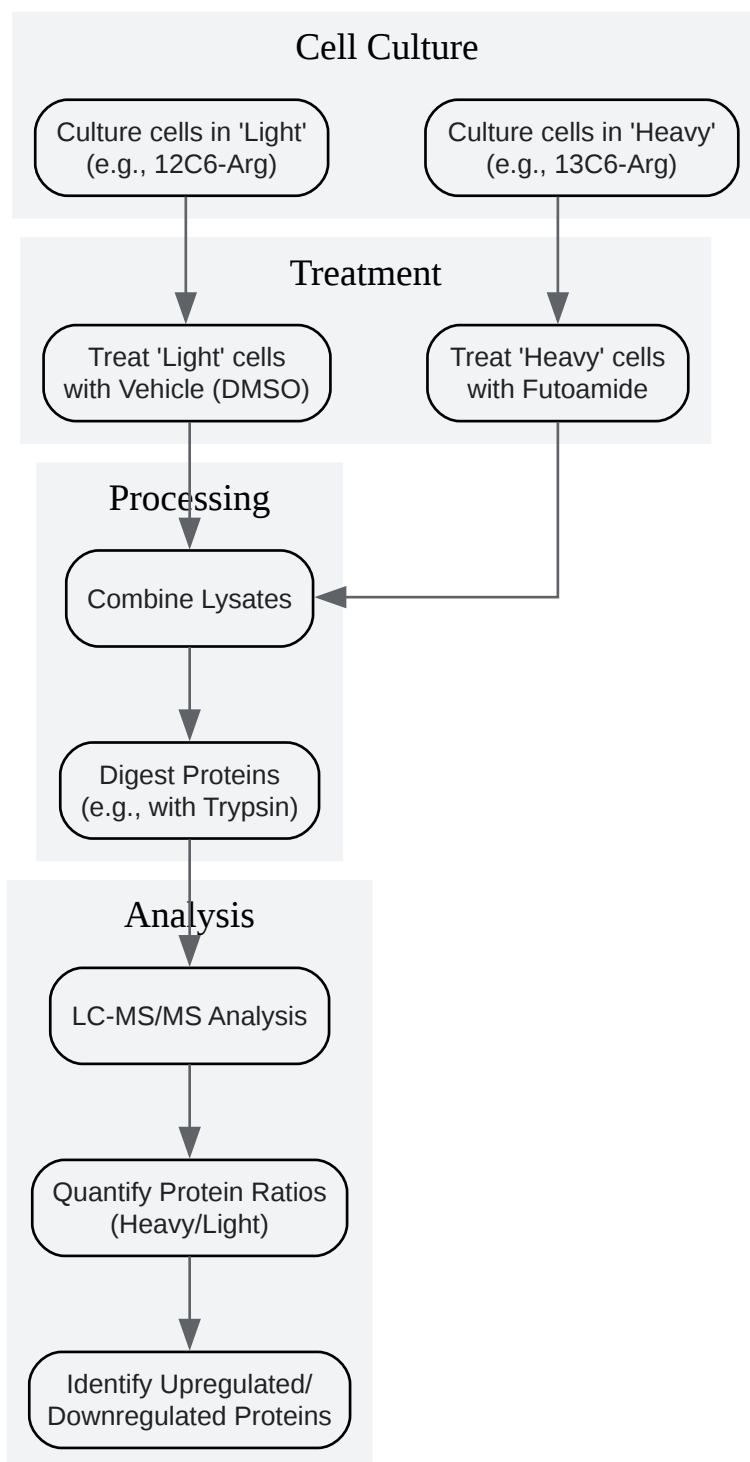 Cell Culture
Culture cells in 'Light'
(e.g., 12C6-Arg)
Culture cells in 'Heavy'
(e.g., 13C6-Arg)
Treatment
Treat 'Light' cells
with Vehicle (DMSO)
Treat 'Heavy' cells
with Futoamide
Processing
Combine Lysates
Digest Proteins
(e.g., with Trypsin)
Analysis
LC-MS/MS Analysis
Quantify Protein Ratios
(Heavy/Light)
Identify Upregulated/
Downregulated Proteins